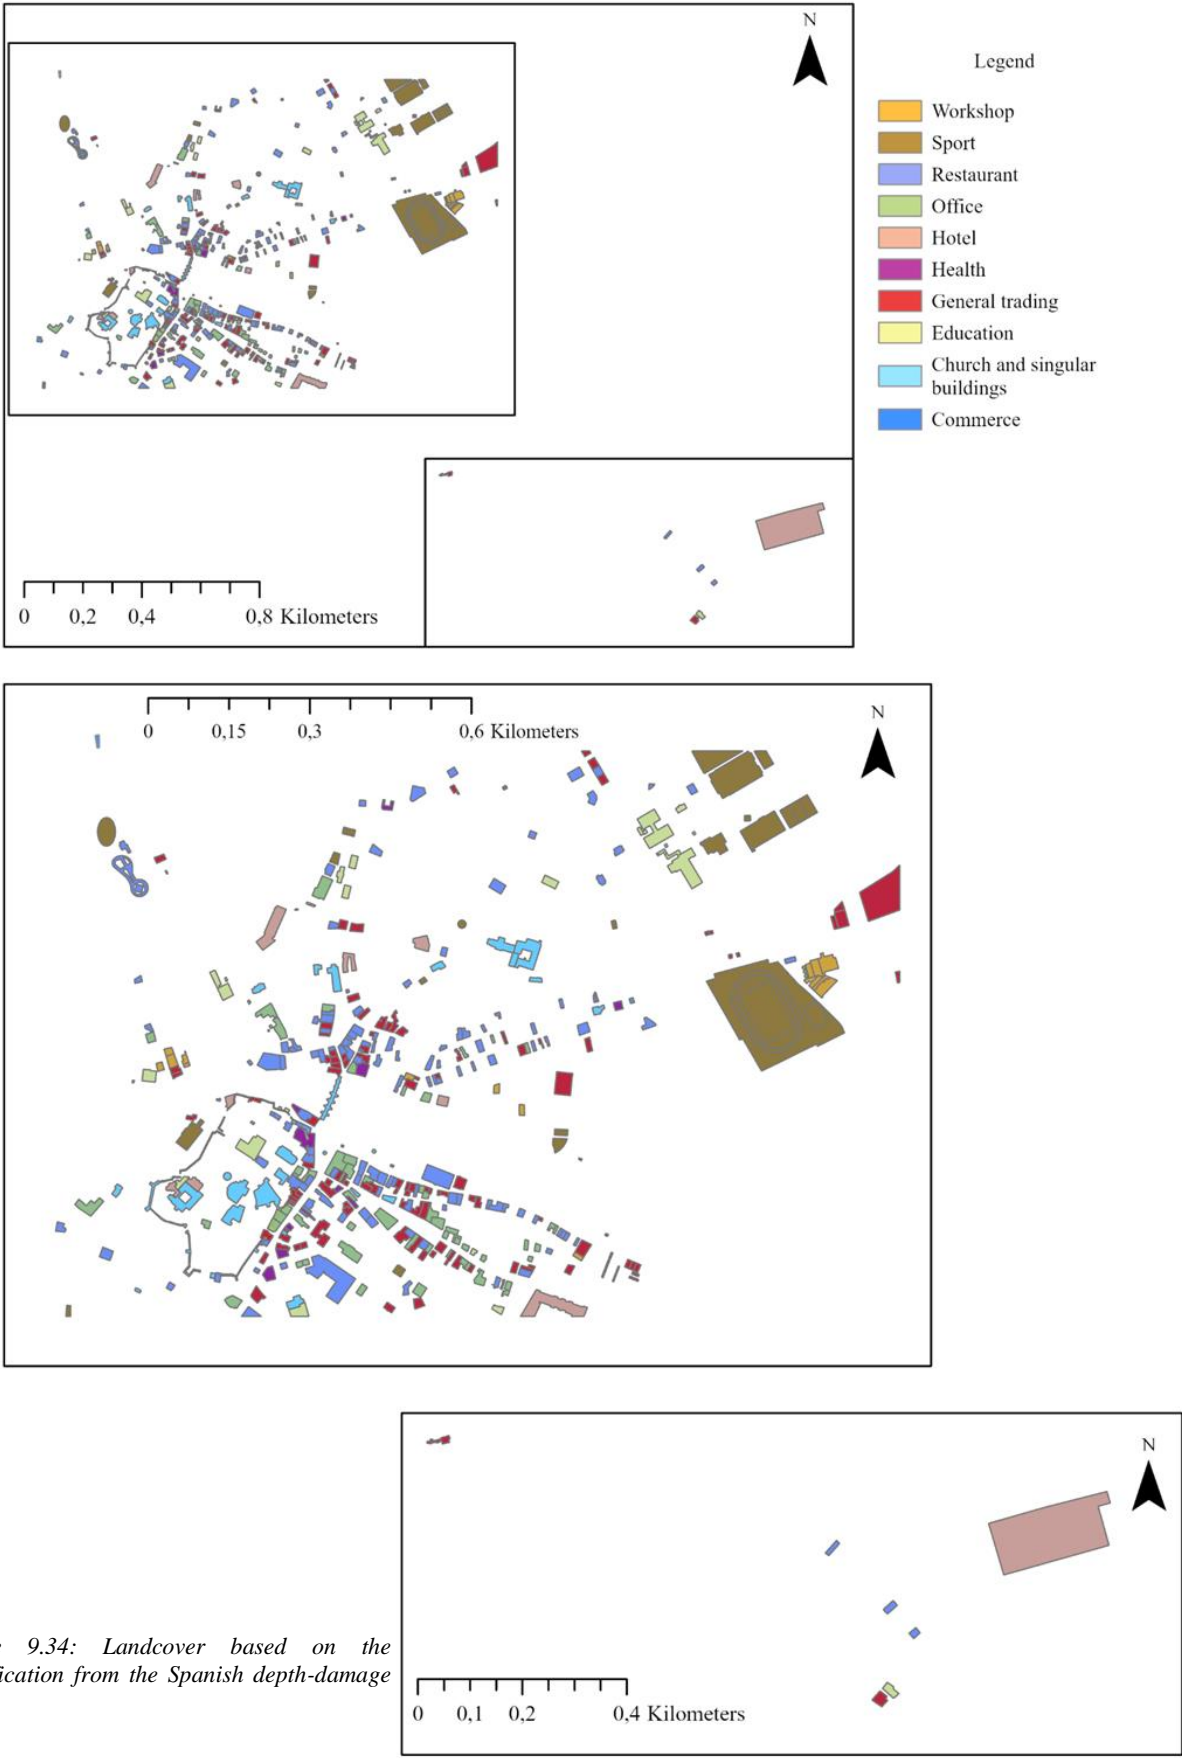 N
Legend
Workshop
Sport
Restaurant
Office
Hotel
Health
General trading
Education
Church and singular
buildings
Commerce
0 0,2 0,4 0,8 Kilometers
0 0,15 0,3 0,6 Kilometers
N
N
9.34: Landcover based on the
ication from the Spanish depth-damage
0 0,1 0,2 0,4 Kilometers